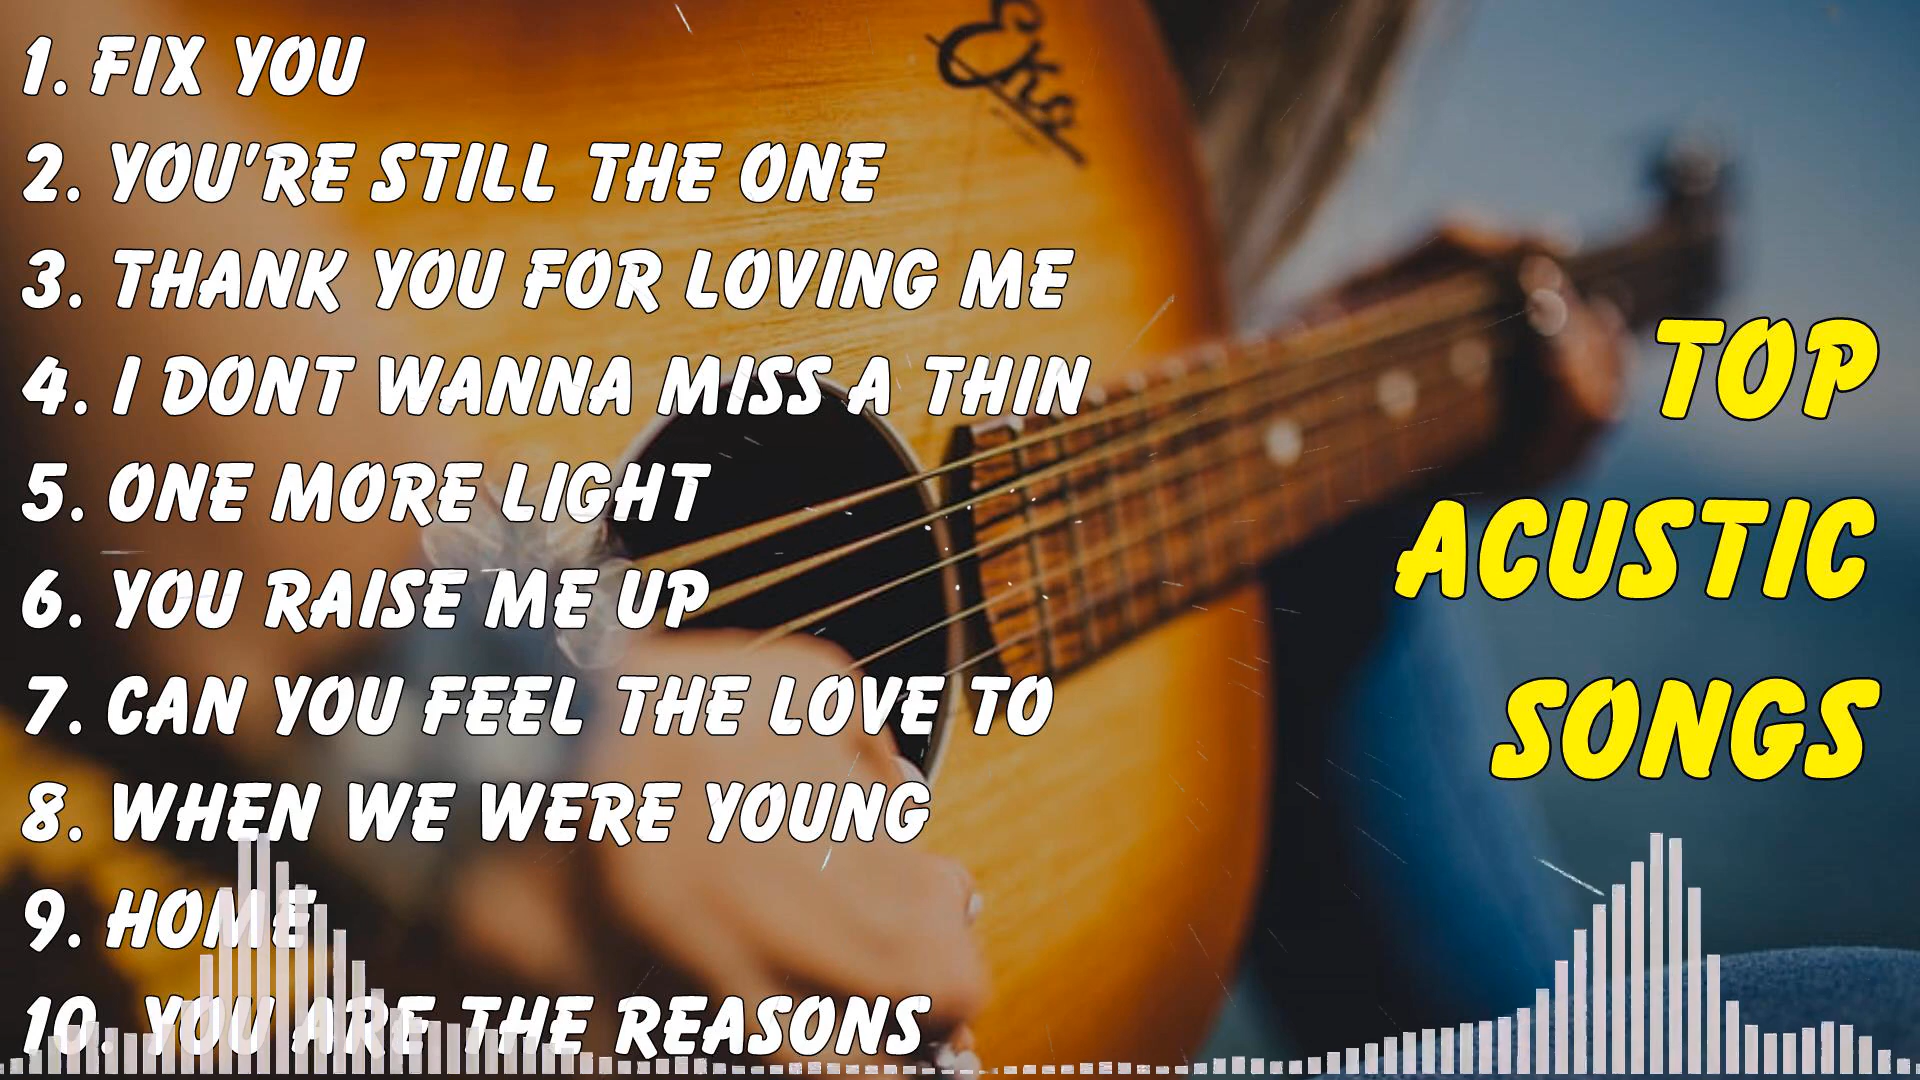 1. FIX YOU
2. YOU'RE STILL THE ONE
3. THANK YOU FOR LOVING ME
4. I DONT WANNA MISS A THIN
5. ONE MORE LIGHT
6. YOU RAISE ME UP
7. CAN YOU FEEL THE LOVE TO
8. WHEN WE WERE YOUNG
9. HOME
10. YOU ARE THE REASONS
TOP
ACUSTIC
SONGS
Eko